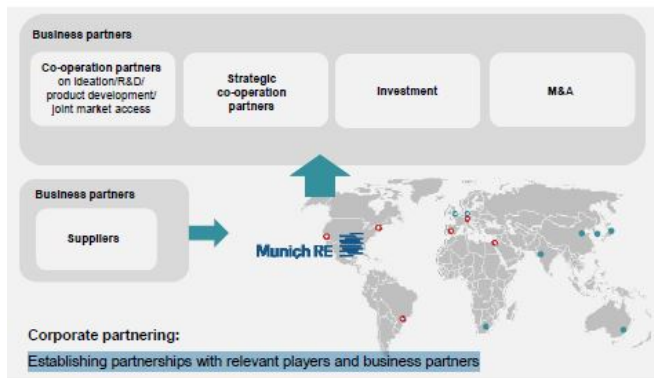 Business partners
Co-operation partners
on Ideation/R&D/
product development/
joint market access
Strategic
co-operation
partners
Investment
M&A
Business partners
Suppliers
Munich RE
Corporate partnering:
Establishing partnerships with relevant players and business partners